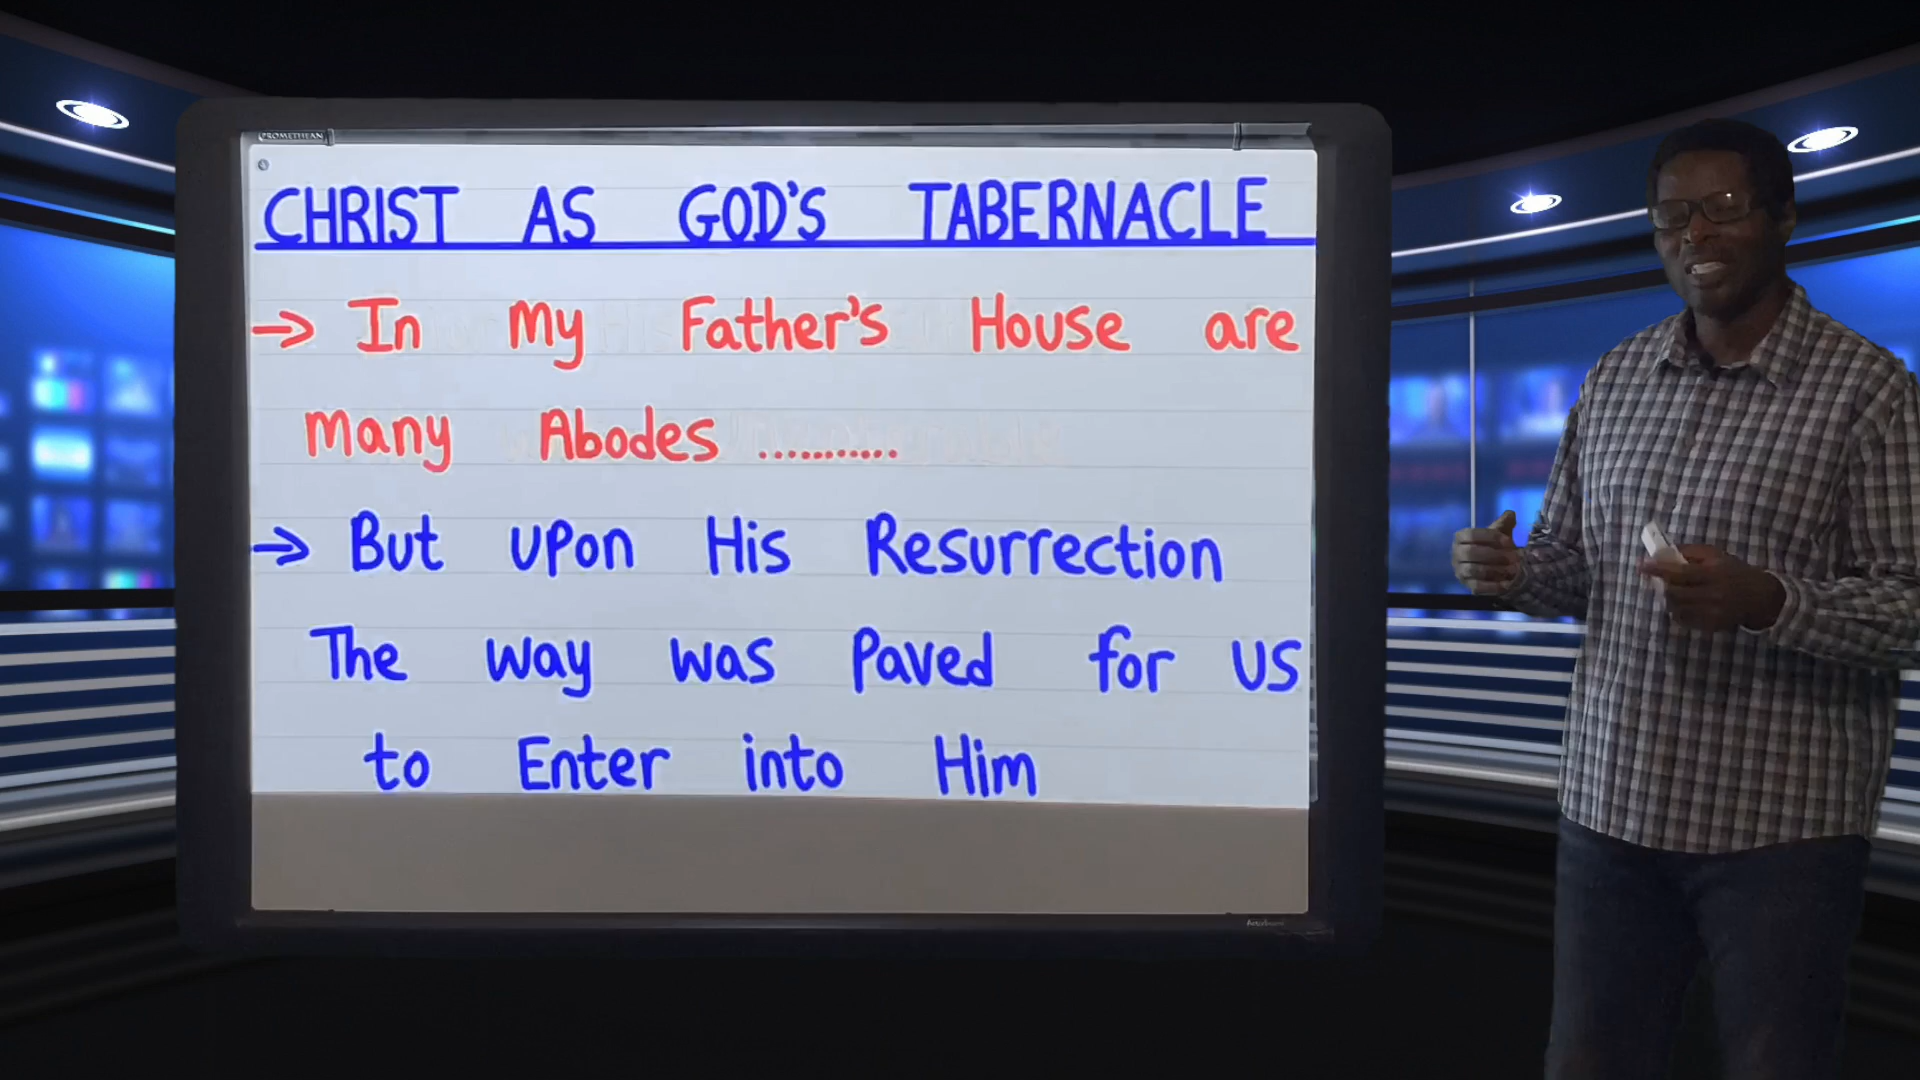 PROMETHEAN
CHRIST AS GOD'S TABERNACLE
→ In My Father's House are
Many Abodes ...........
→ But upon His Resurrection
The way was Paved for US
to Enter into Him